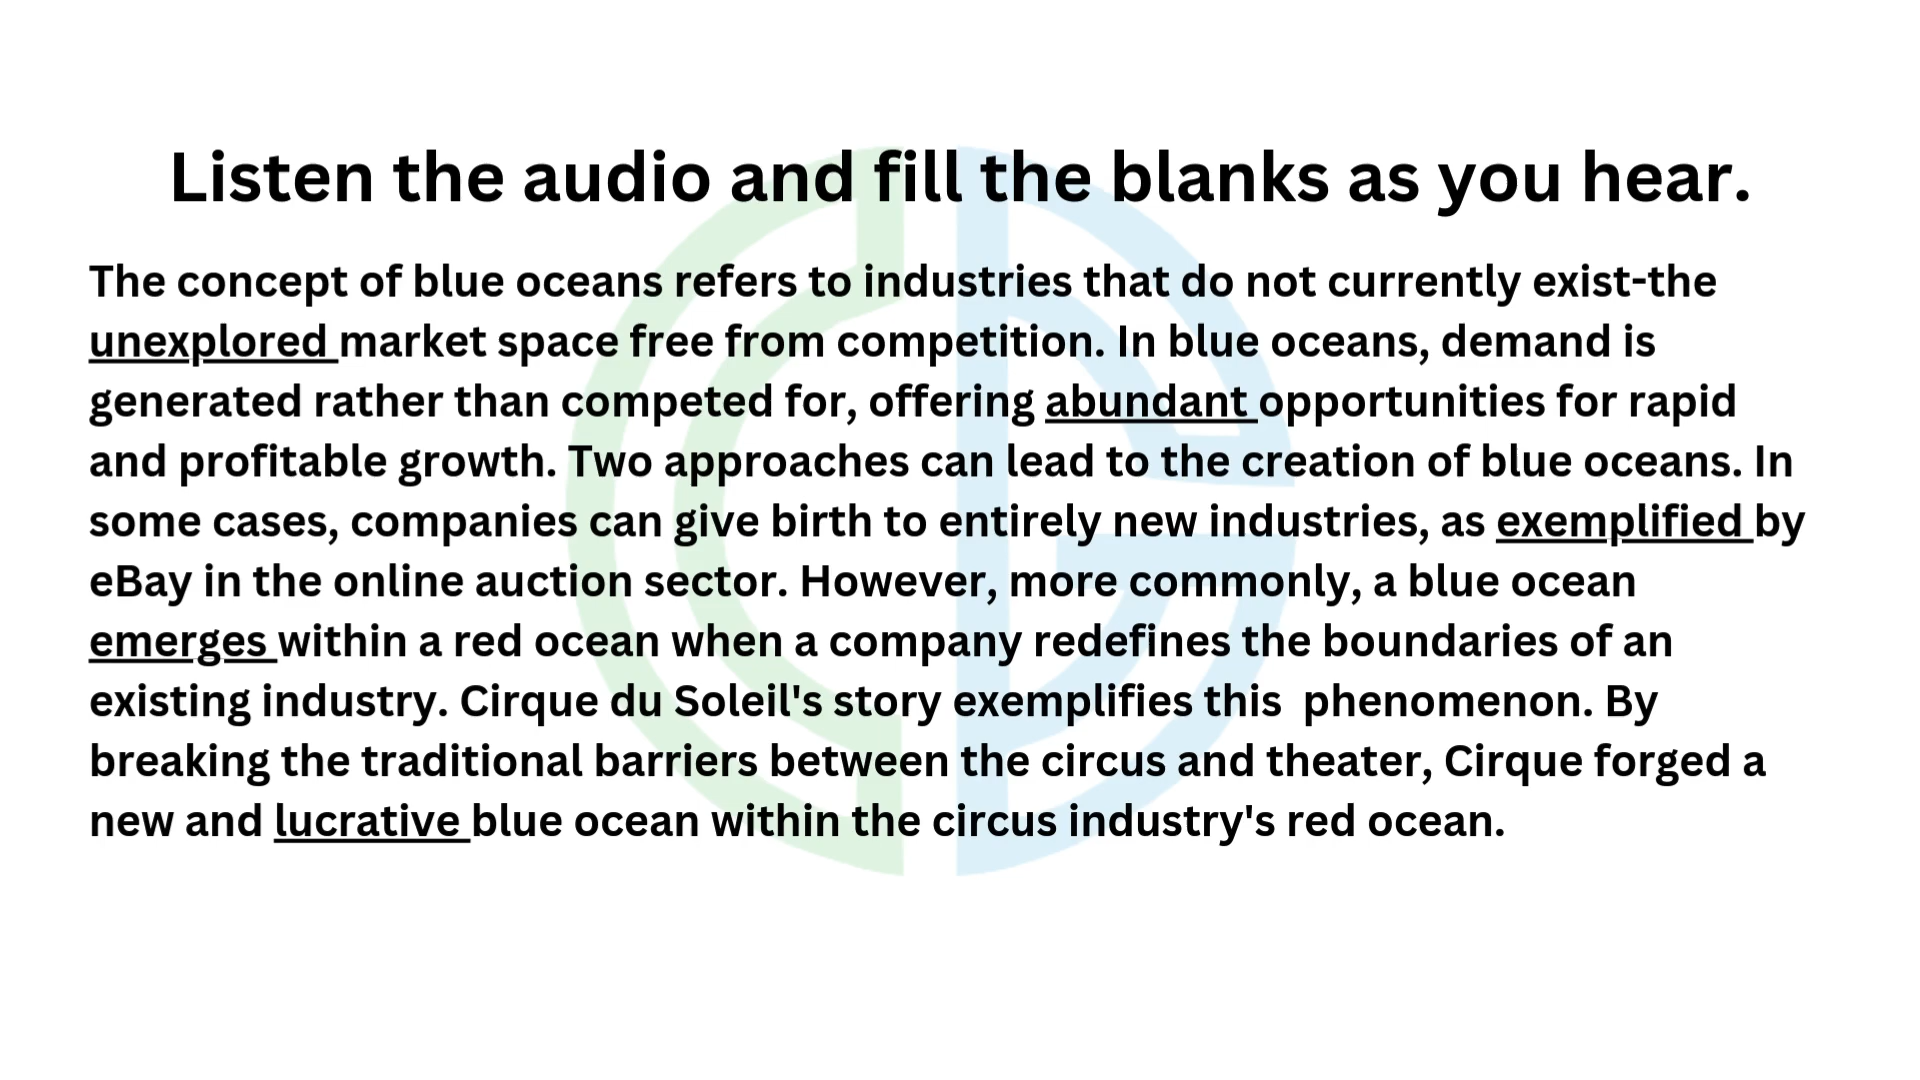 Listen the audio and fill the blanks as you hear.
The concept of blue oceans refers to industries that do not currently exist-the
unexplored market space free from competition. In blue oceans, demand is
generated rather than competed for, offering abundant opportunities for rapid
and profitable growth. Two approaches can lead to the creation of blue oceans. In
some cases, companies can give birth to entirely new industries, as exemplified by
eBay in the online auction sector. However, more commonly, a blue ocean
emerges within a red ocean when a company redefines the boundaries of an
existing industry. Cirque du Soleil's story exemplifies this  phenomenon. By
breaking the traditional barriers between the circus and theater, Cirque forged a
new and lucrative blue ocean within the circus industry's red ocean.